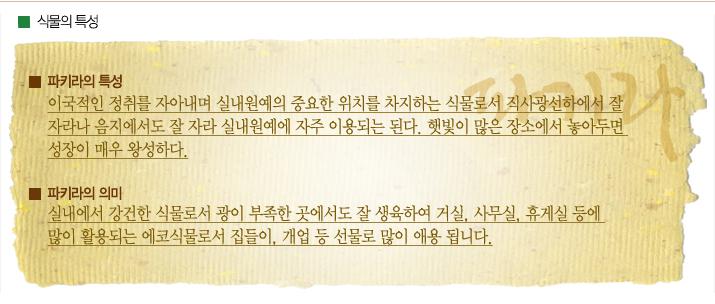 식물의 특성
파키라
파키라의 특성
이국적인 정취를 자아내며 실내원예의 중요한 위치를 차지하는 식물로서 직사광선하에서 잘
자라나 음지에서도 잘 자라 실내원예에 자주 이용되는 된다. 햇빛이 많은 장소에서 놓아두면
성장이 매우 왕성하다.
파키라의 의미
실내에서 강건한 식물로서 광이 부족한 곳에서도 잘 생육하여 거실, 사무실, 휴게실 등에
많이 활용되는 에코식물로서 집들이, 개업 등 선물로 많이 애용 됩니다.